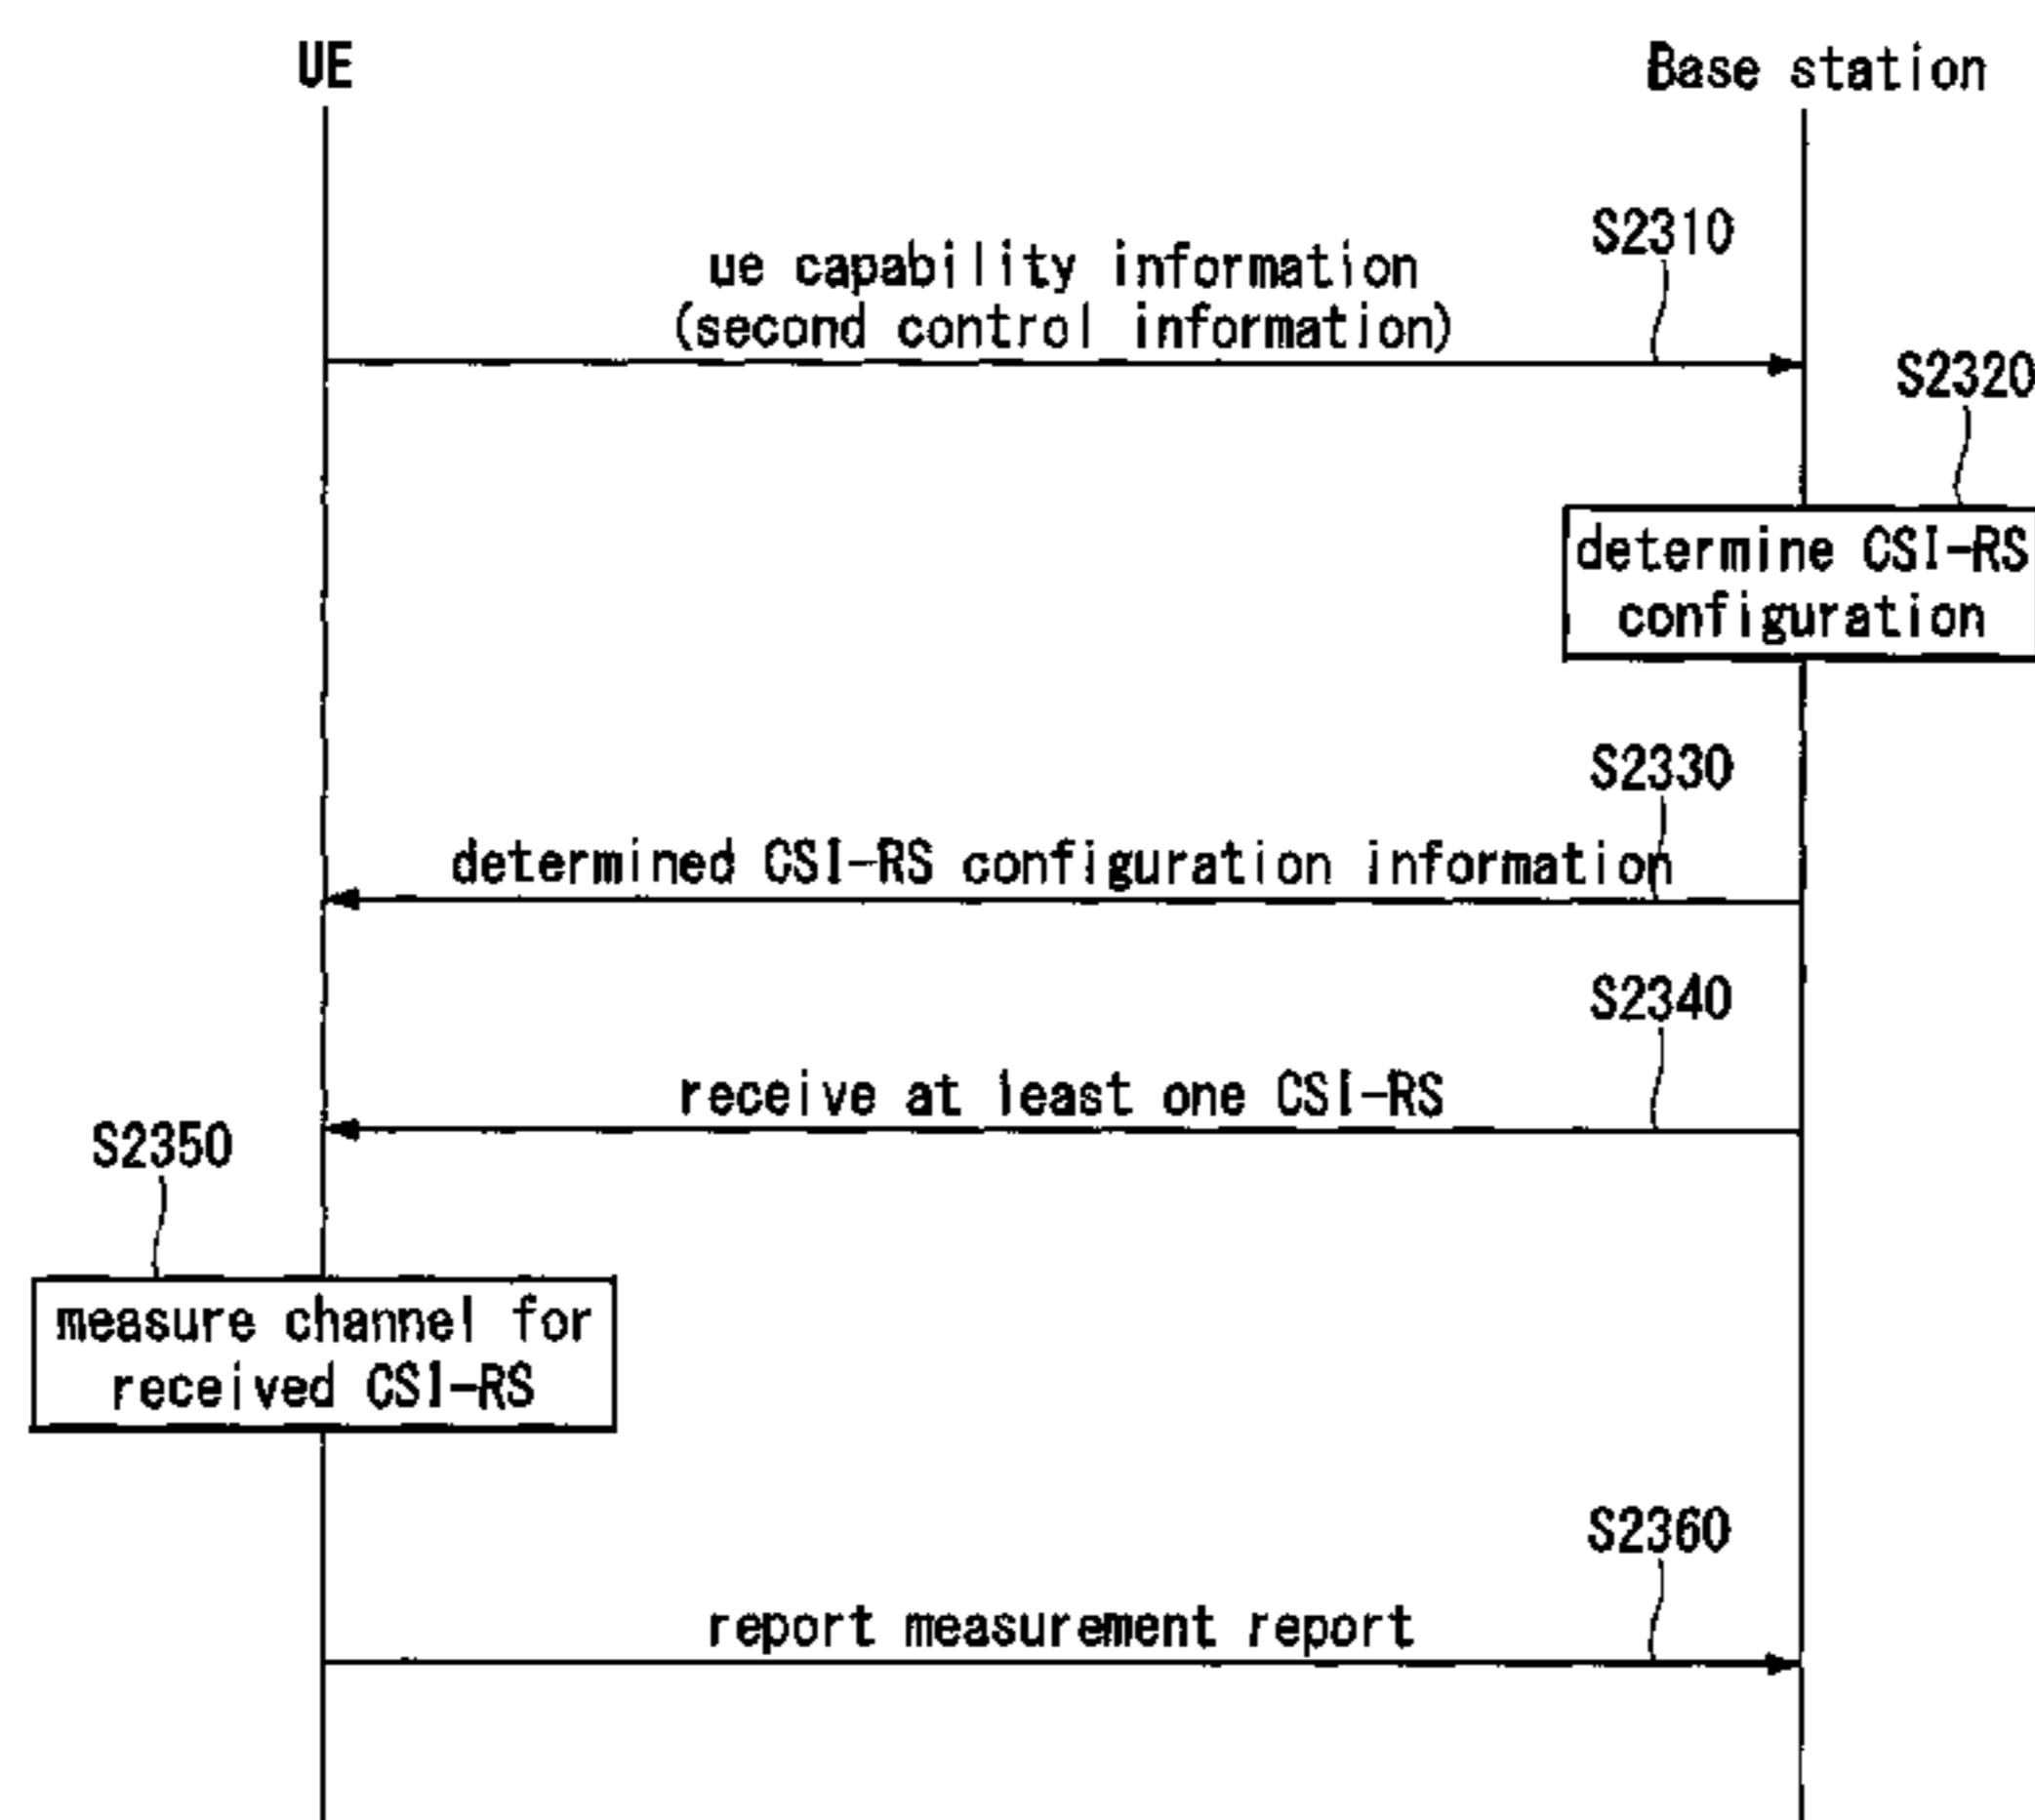 UE
Base station
S2310
ue capability information
(second control information)
S2320
determine CSI-RS
configuration
S2330
determined CSI-RS configuration information
S2340
receive at least one CSI-RS
S2350
measure channel for
received CSI-RS
S2360
report measurement report